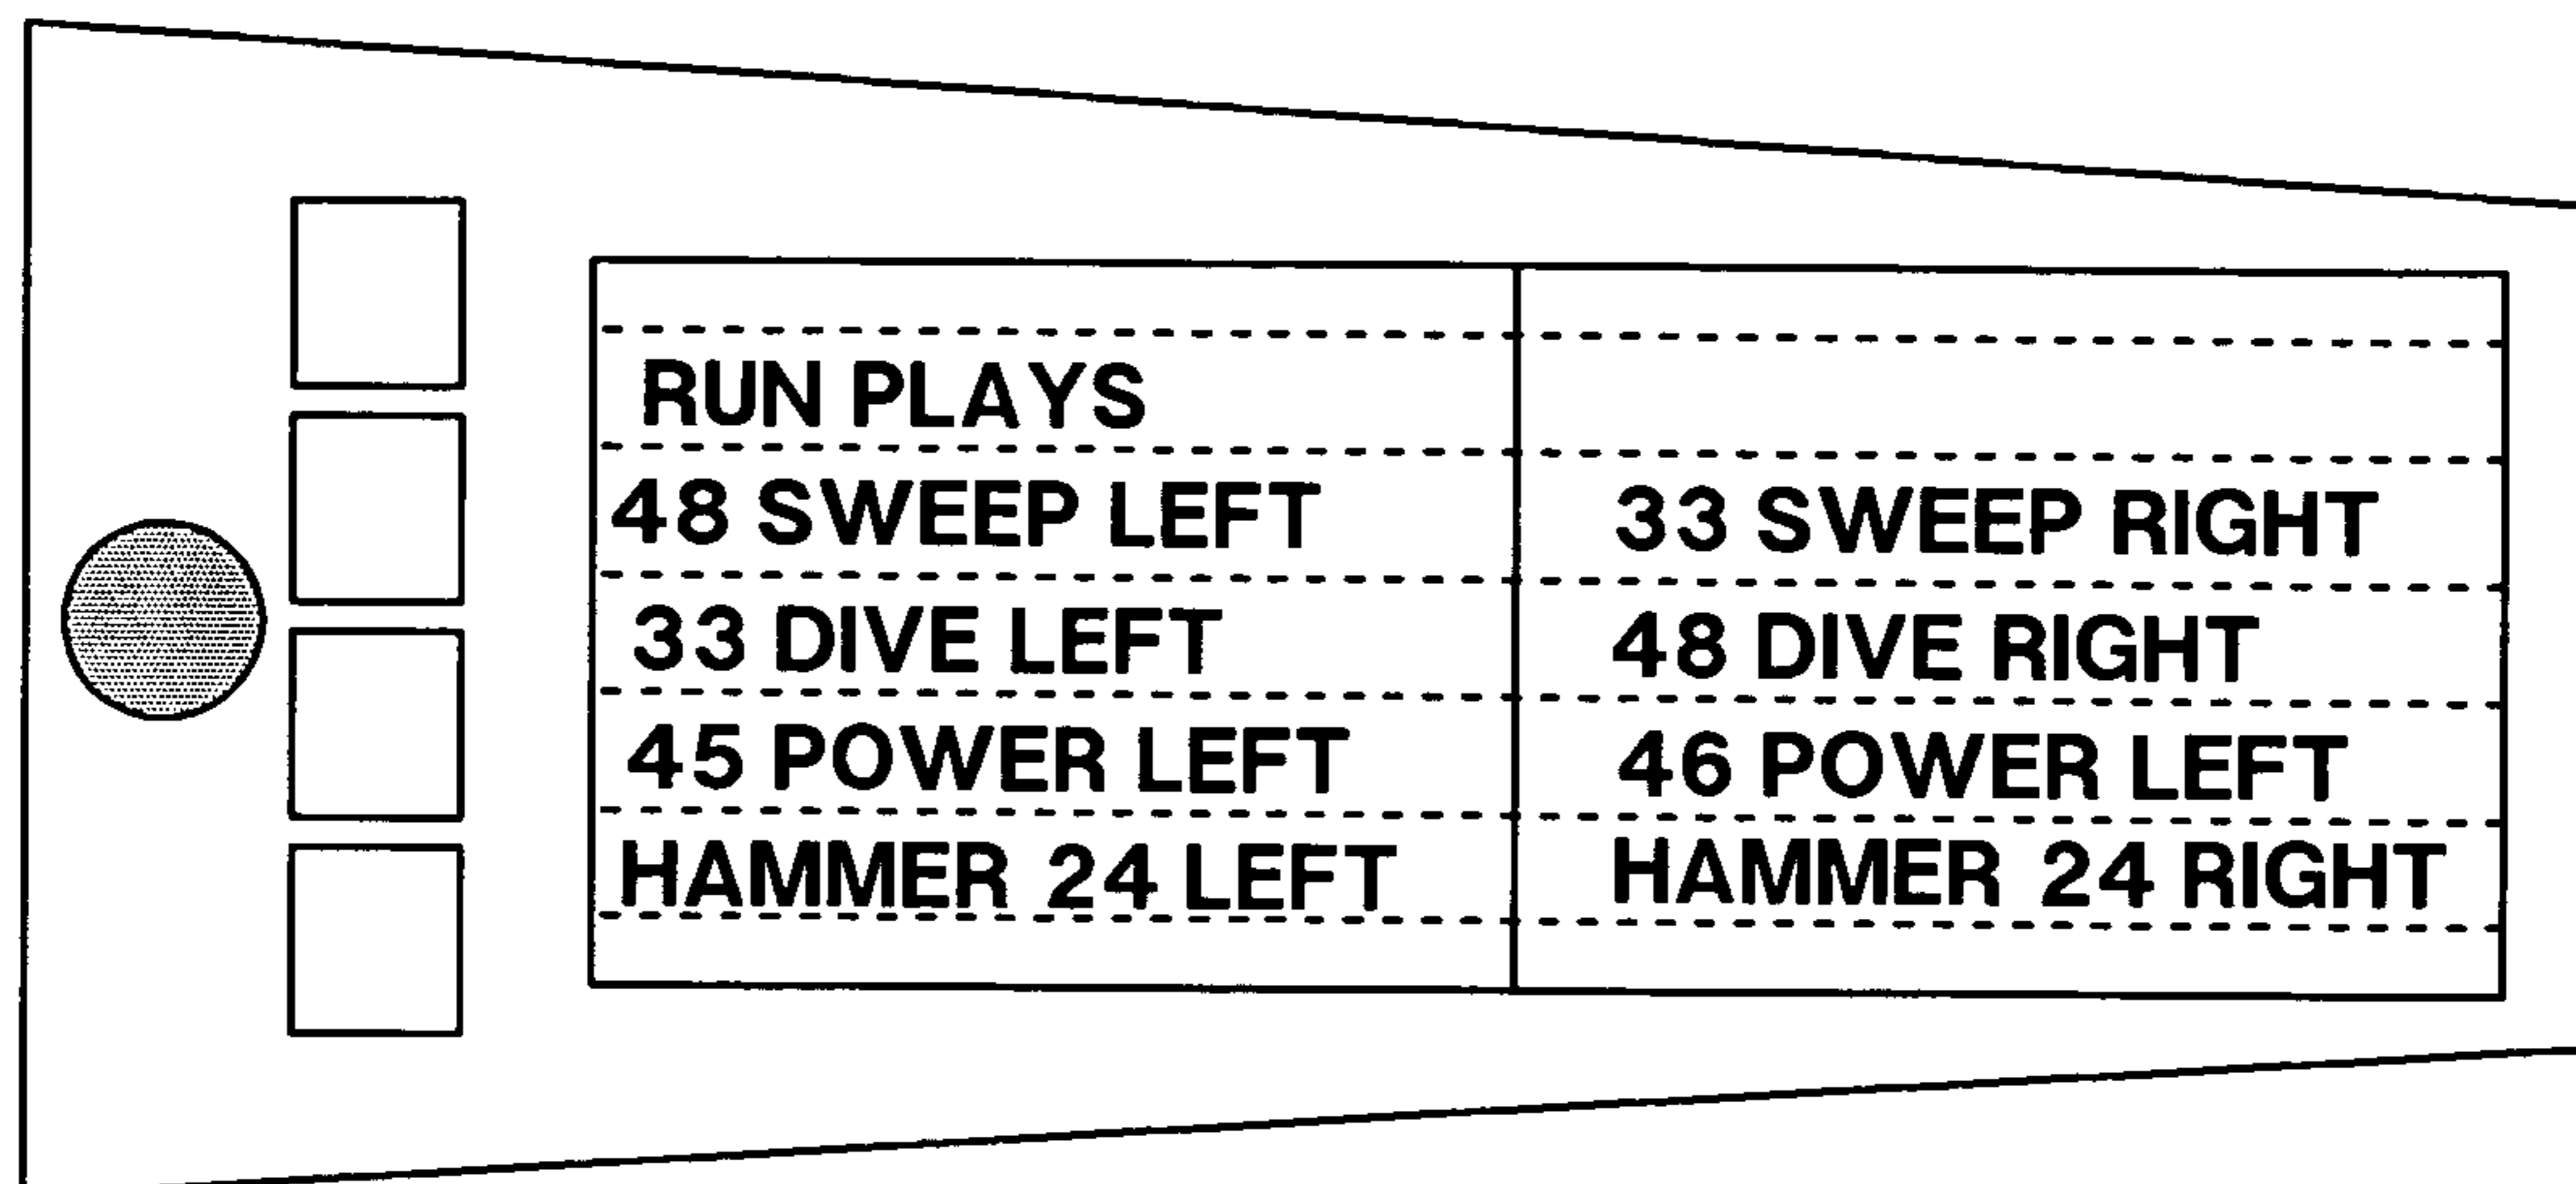 RUN PLAYS
48 SWEEP LEFT 33 SWEEP RIGHT
33 DIVE LEFT 48 DIVE RIGHT
45 POWER LEFT 46 POWER LEFT
HAMMER 24 LEFT HAMMER 24 RIGHT